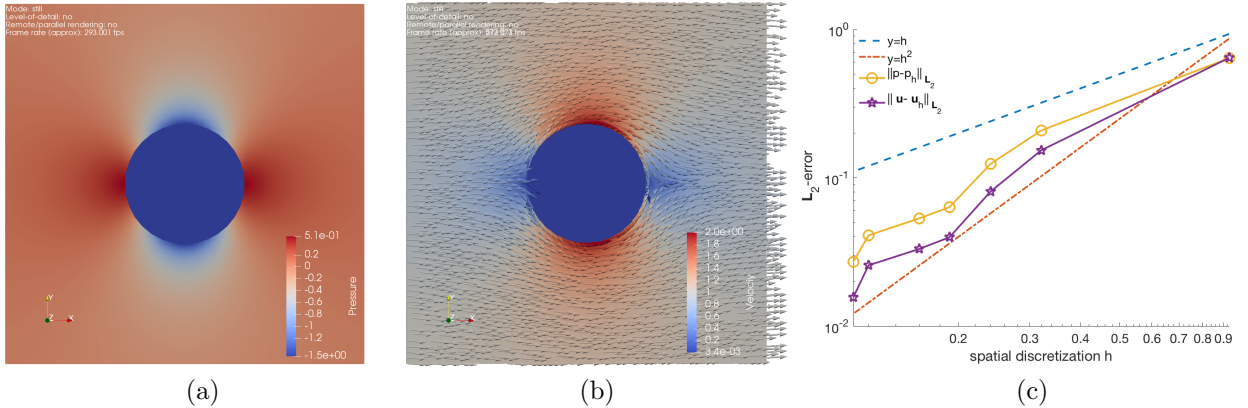 Mode: still
Level-of-detail: no
Remote/parallel rendering: no
Frame rate (approx): 293.001 fps
5.1e-01
0.2
0
-0.2
-0.4
-0.6
-0.8
-1
-1.2
-1.5e+00
Pressure
Y
Z
X
(a)
Mode: still
Level-of-detail: no
Remote/parallel rendering: no
Frame rate (approx):
2.0e+00
1.8
1.6
1.4
1.2
1
0.8
0.6
0.4
0.2
3.4e-03
Velocity
Y
Z
X
(b)
10^0
10^-1
10^-2
L_2-error
y=h
y=h^2
||p-p_h||_L_2
|| u- u_h||_L_2
0.2 0.3 0.4 0.5 0.6 0.7 0.8 0.9
spatial discretization h
(c)